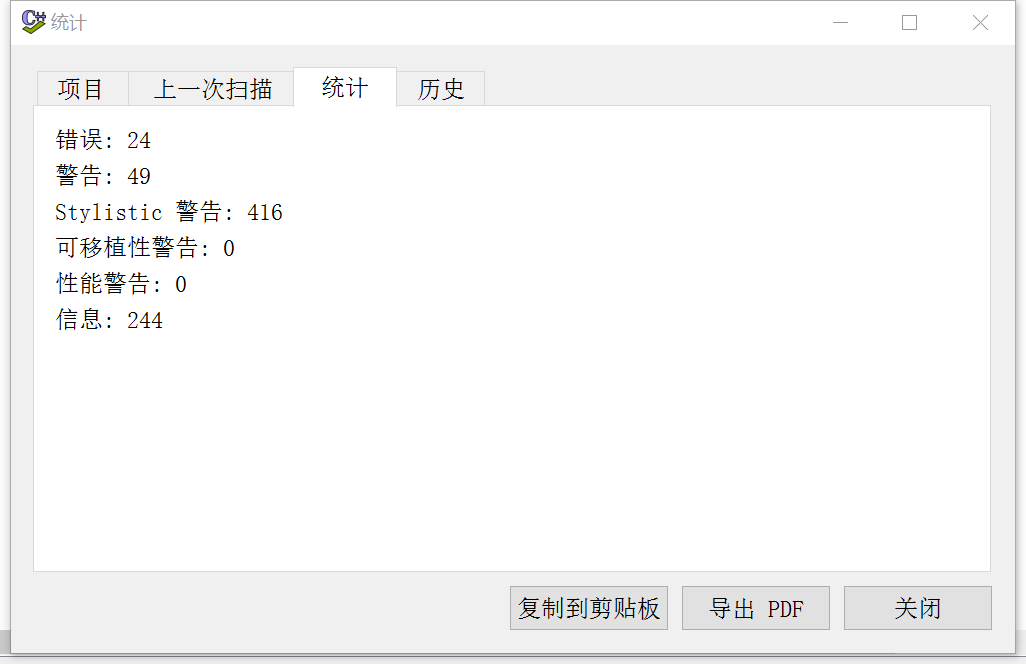 统计
项目 上一次扫描 统计 历史
错误: 24
警告: 49
Stylistic 警告: 416
可移植性警告: 0
性能警告: 0
信息: 244
复制到剪贴板 导出 PDF 关闭